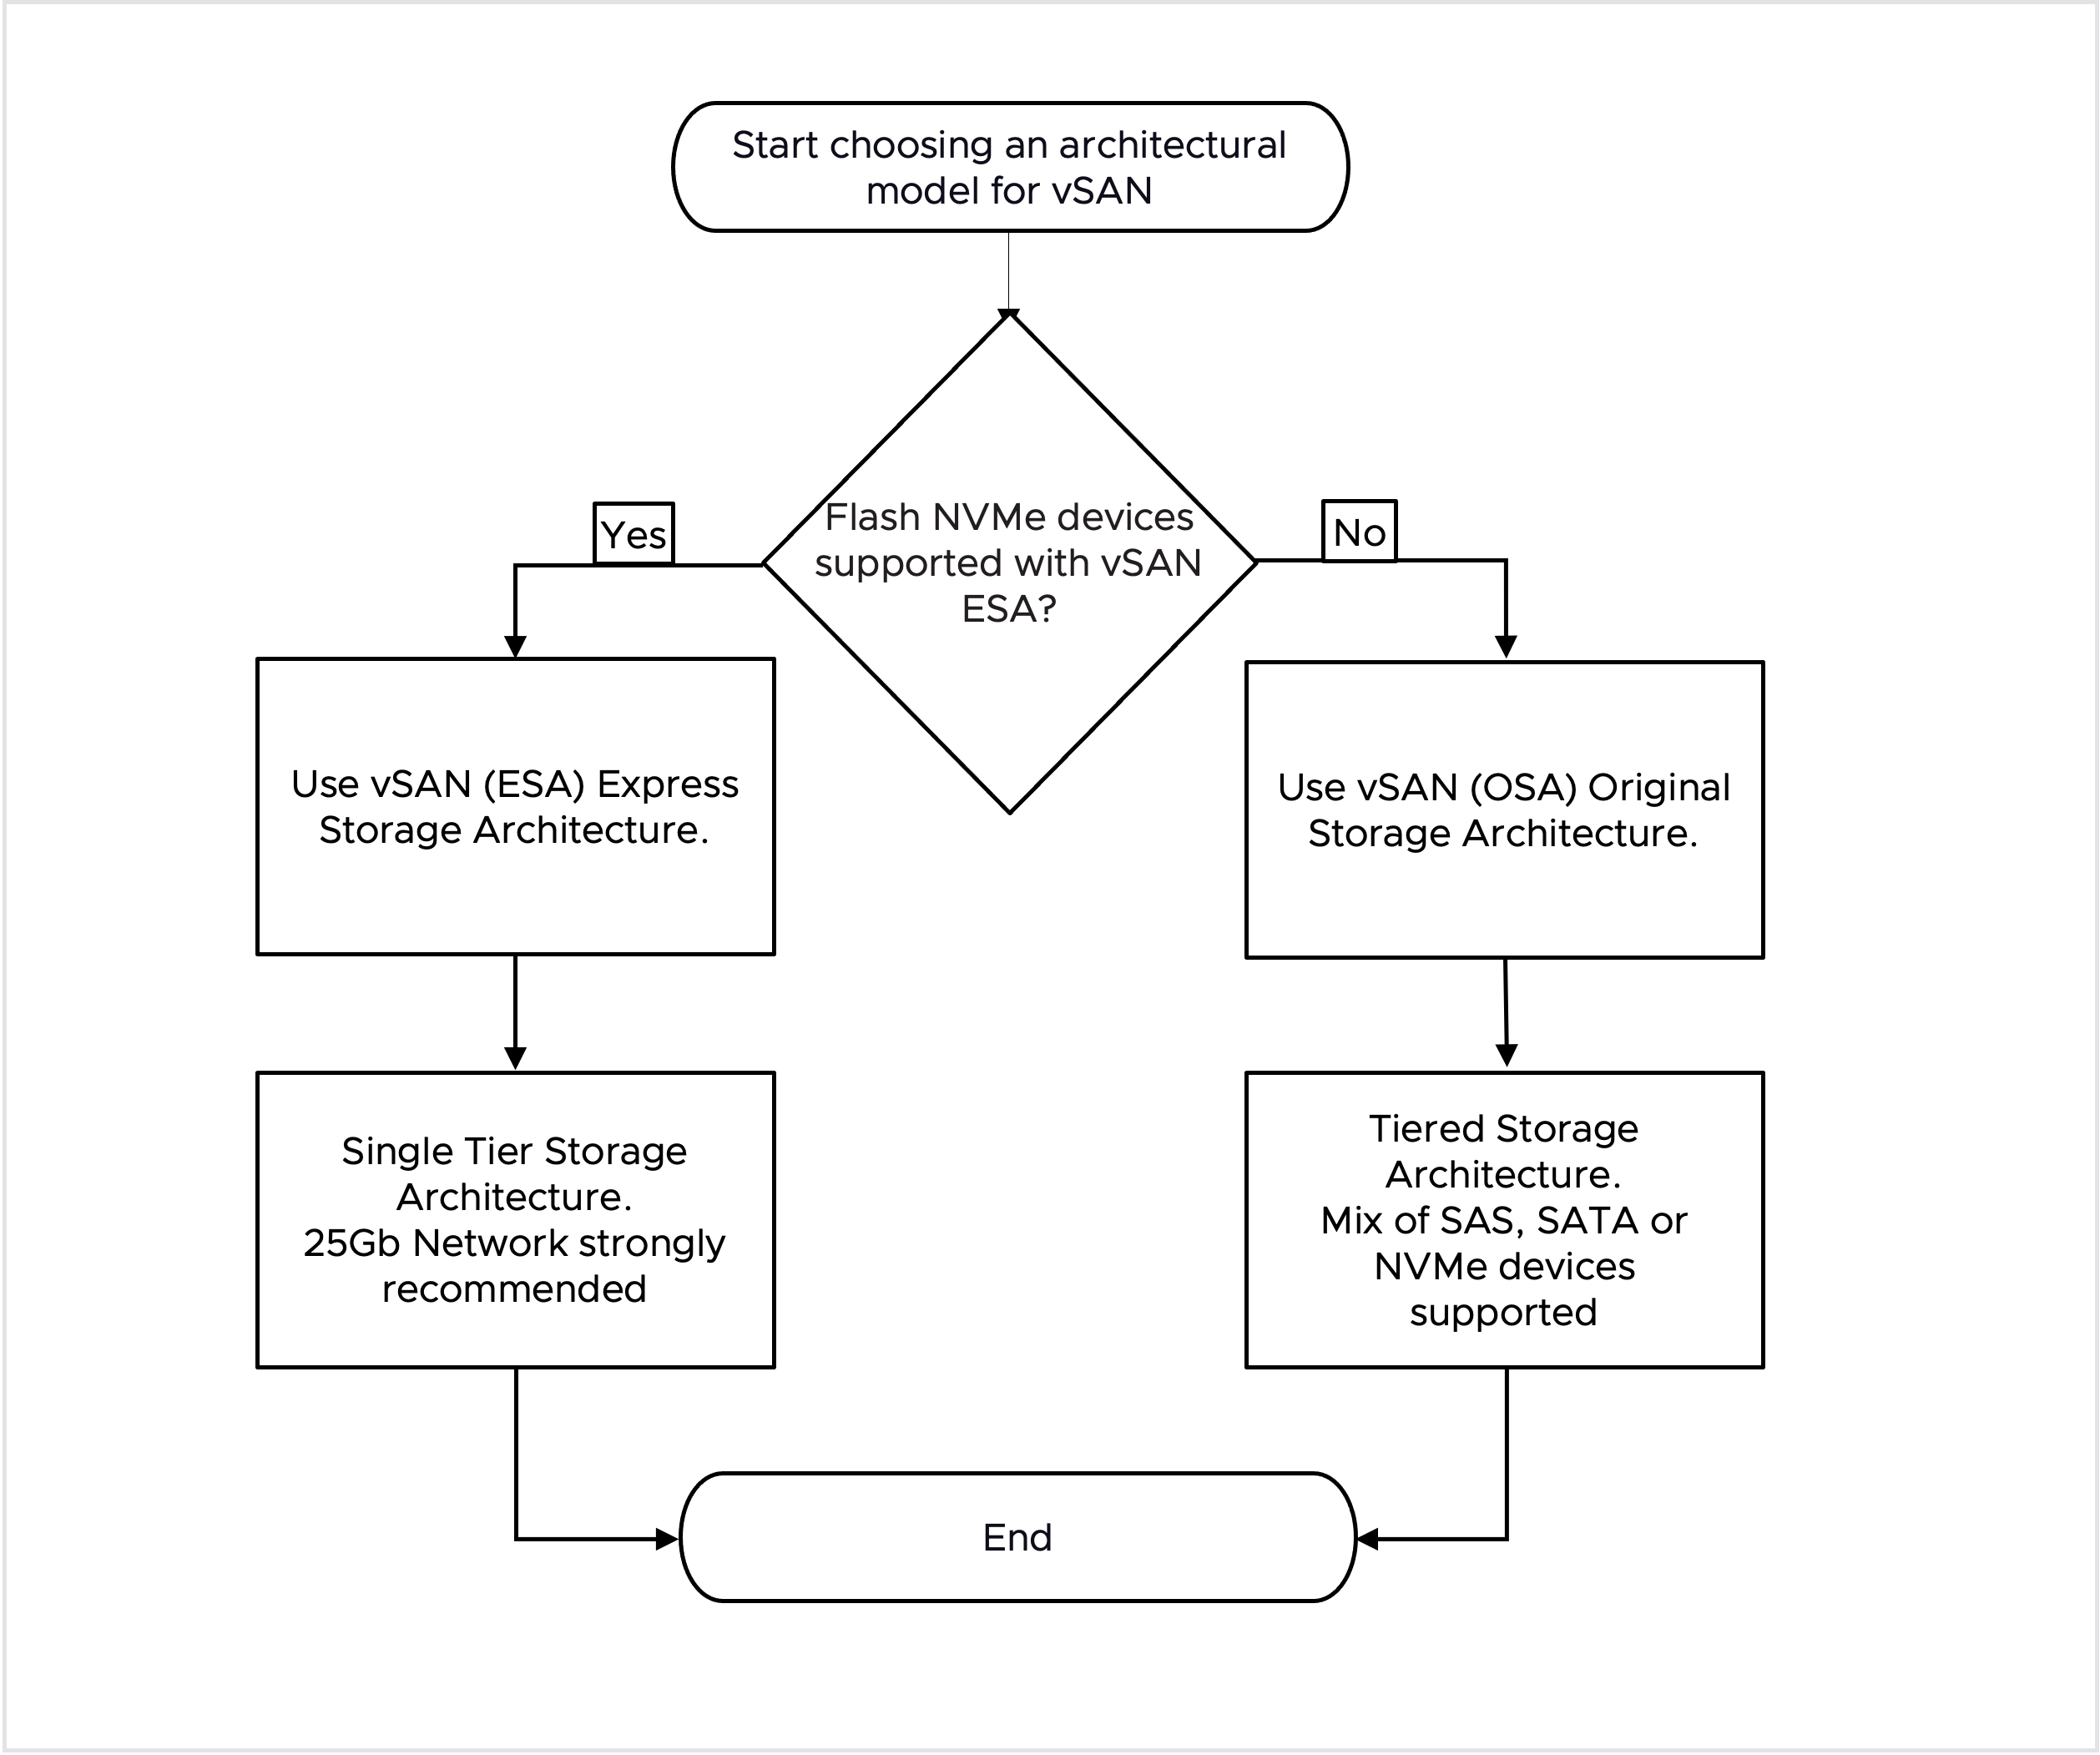 Start choosing an architectural
model for vSAN
Flash NVMe devices
supported with vSAN
ESA?
Yes
No
Use vSAN (ESA) Express
Storage Architecture.
Use vSAN (OSA) Original
Storage Architecture.
Single Tier Storage
Architecture.
25Gb Network strongly
recommended
Tiered Storage
Architecture.
Mix of SAS, SATA or
NVMe devices
supported
End